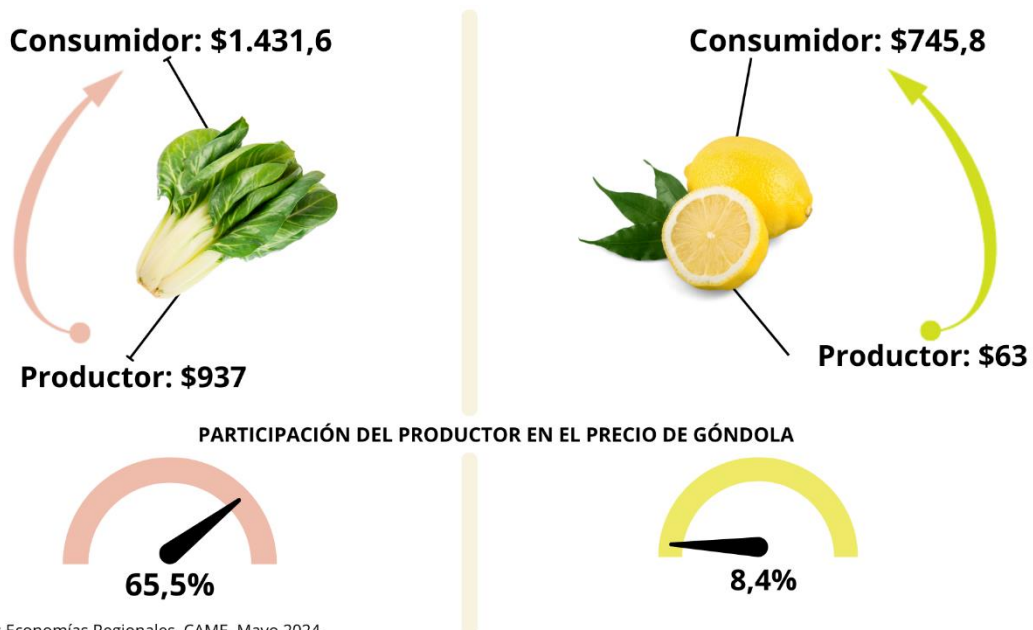 Consumidor: $1.431,6
Productor: $937
Consumidor: $745,8
Productor: $63
PARTICIPACIÓN DEL PRODUCTOR EN EL PRECIO DE GÓNDOLA
65,5%
8,4%
Economías Regionales, CAME. Mayo 2024